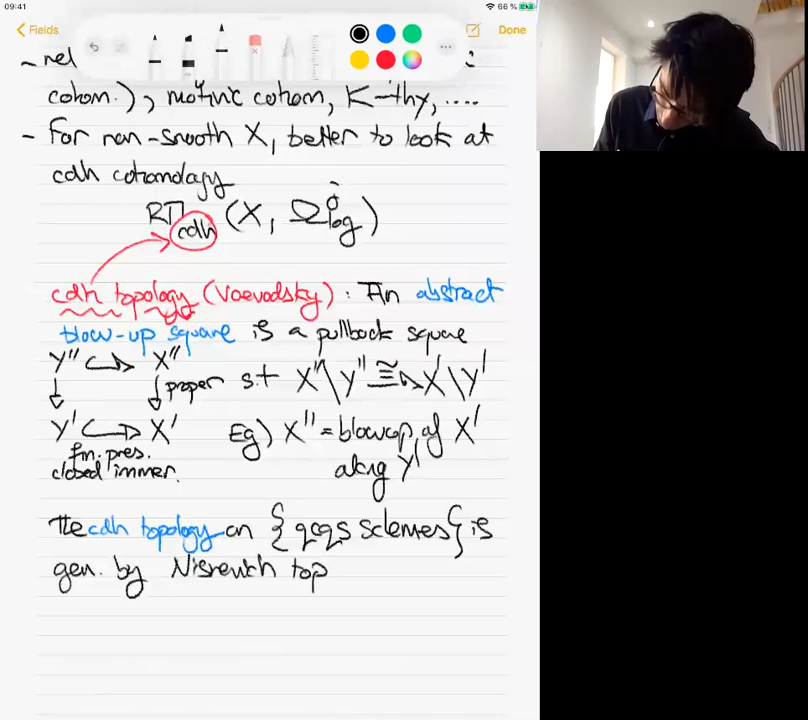 09:41
66 %
Fields
Done
~ rel
cohom.), motivic cohom, K-thy, ....
- For non-smooth X, better to look at
cdh cohomology
RΓ cdh (X, Ω^i_log)
cdh topology (Voevodsky): An abstract
blow-up square is a pullback square
Y'' ↪ X''
↓ ↓ proper s.t X''\Y'' ≅→ X'\Y'
Y' ↪ X' Eg) X'' = blowup of X'
fin. pres. along Y'
closed immer.
The cdh topology on {qcqs schemes} is
gen. by Nisnevich top